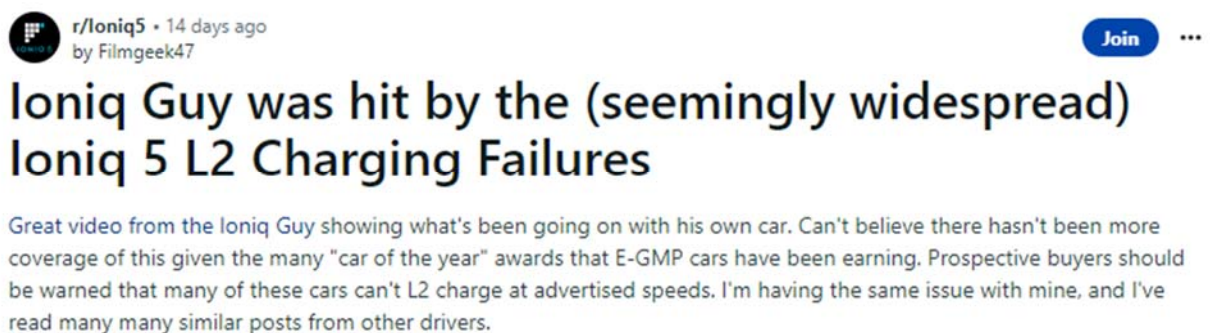 r/Ioniq5 • 14 days ago
by Filmgeek47
Join
Ioniq Guy was hit by the (seemingly widespread)
Ioniq 5 L2 Charging Failures
Great video from the Ioniq Guy showing what's been going on with his own car. Can't believe there hasn't been more
coverage of this given the many "car of the year" awards that E-GMP cars have been earning. Prospective buyers should
be warned that many of these cars can't L2 charge at advertised speeds. I'm having the same issue with mine, and I've
read many many similar posts from other drivers.